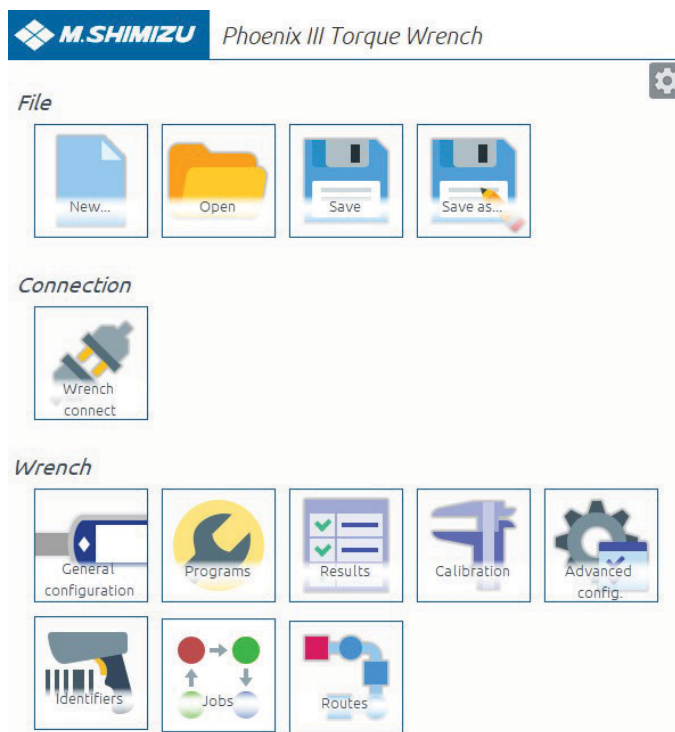 M.SHIMIZU Phoenix III Torque Wrench
File
New...
Open
Save
Save as...
Connection
Wrench
connect
Wrench
General
configuration
Programs
Results
Calibration
Advanced
config.
Identifiers
Jobs
Routes